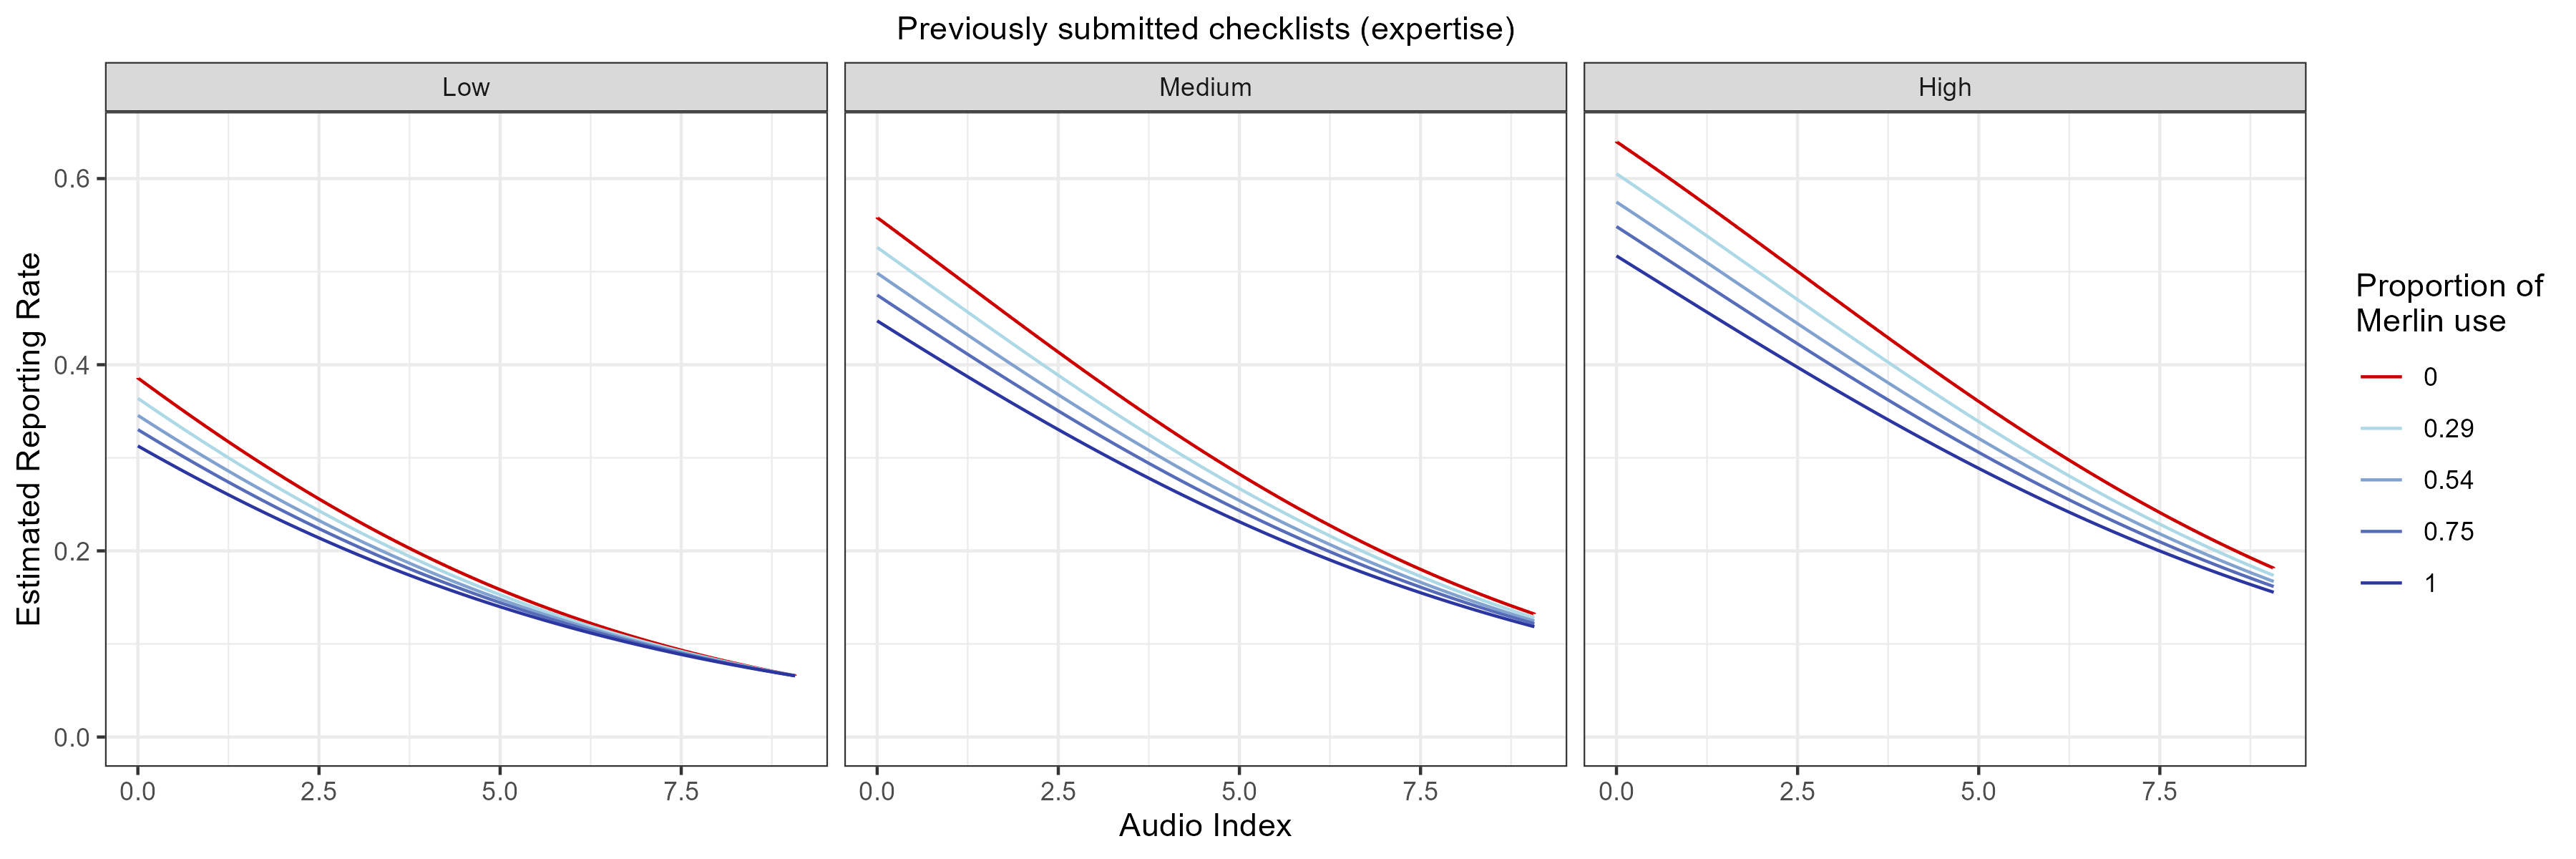 Previously submitted checklists (expertise)
Low
Medium
High
Estimated Reporting Rate
0.6
0.4
0.2
0.0
0.0 2.5 5.0 7.5
0.0 2.5 5.0 7.5
0.0 2.5 5.0 7.5
Audio Index
Proportion of
Merlin use
0
0.29
0.54
0.75
1